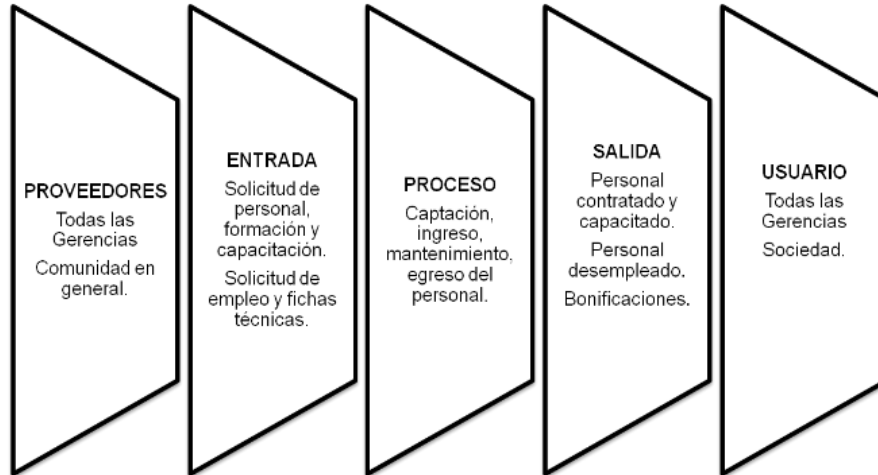 PROVEEDORES
Todas las
Gerencias
Comunidad en
general.
ENTRADA
Solicitud de
personal,
formación y
capacitación.
Solicitud de
empleo y fichas
técnicas.
PROCESO
Captación,
ingreso,
mantenimiento,
egreso del
personal.
SALIDA
Personal
contratado y
capacitado.
Personal
desempleado.
Bonificaciones.
USUARIO
Todas las
Gerencias
Sociedad.